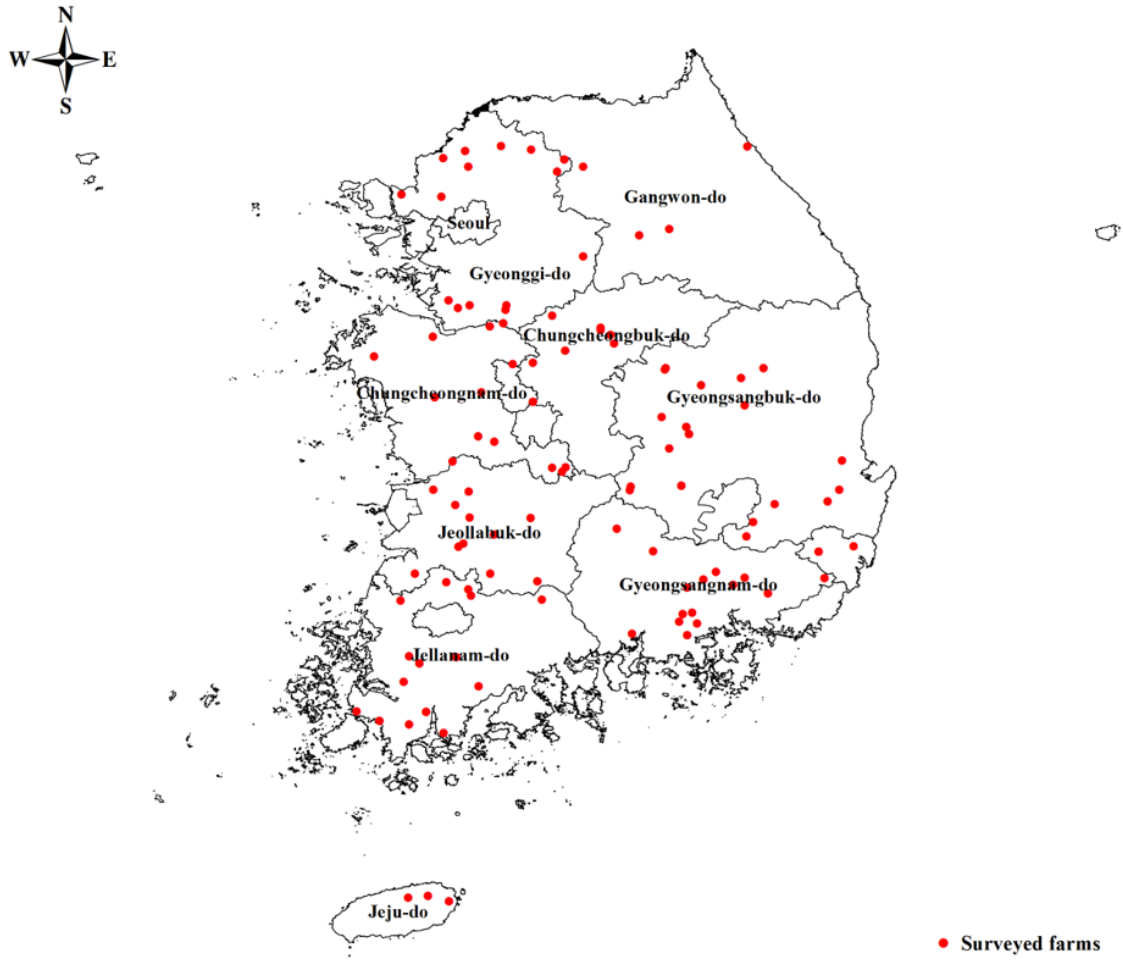 N
W E
S
Gangwon-do
Seoul
Gyeonggi-do
Chungcheongbuk-do
Chungcheongnam-do
Gyeongsangbuk-do
Jeollabuk-do
Gyeongsangnam-do
Jellanam-do
Jeju-do
Surveyed farms